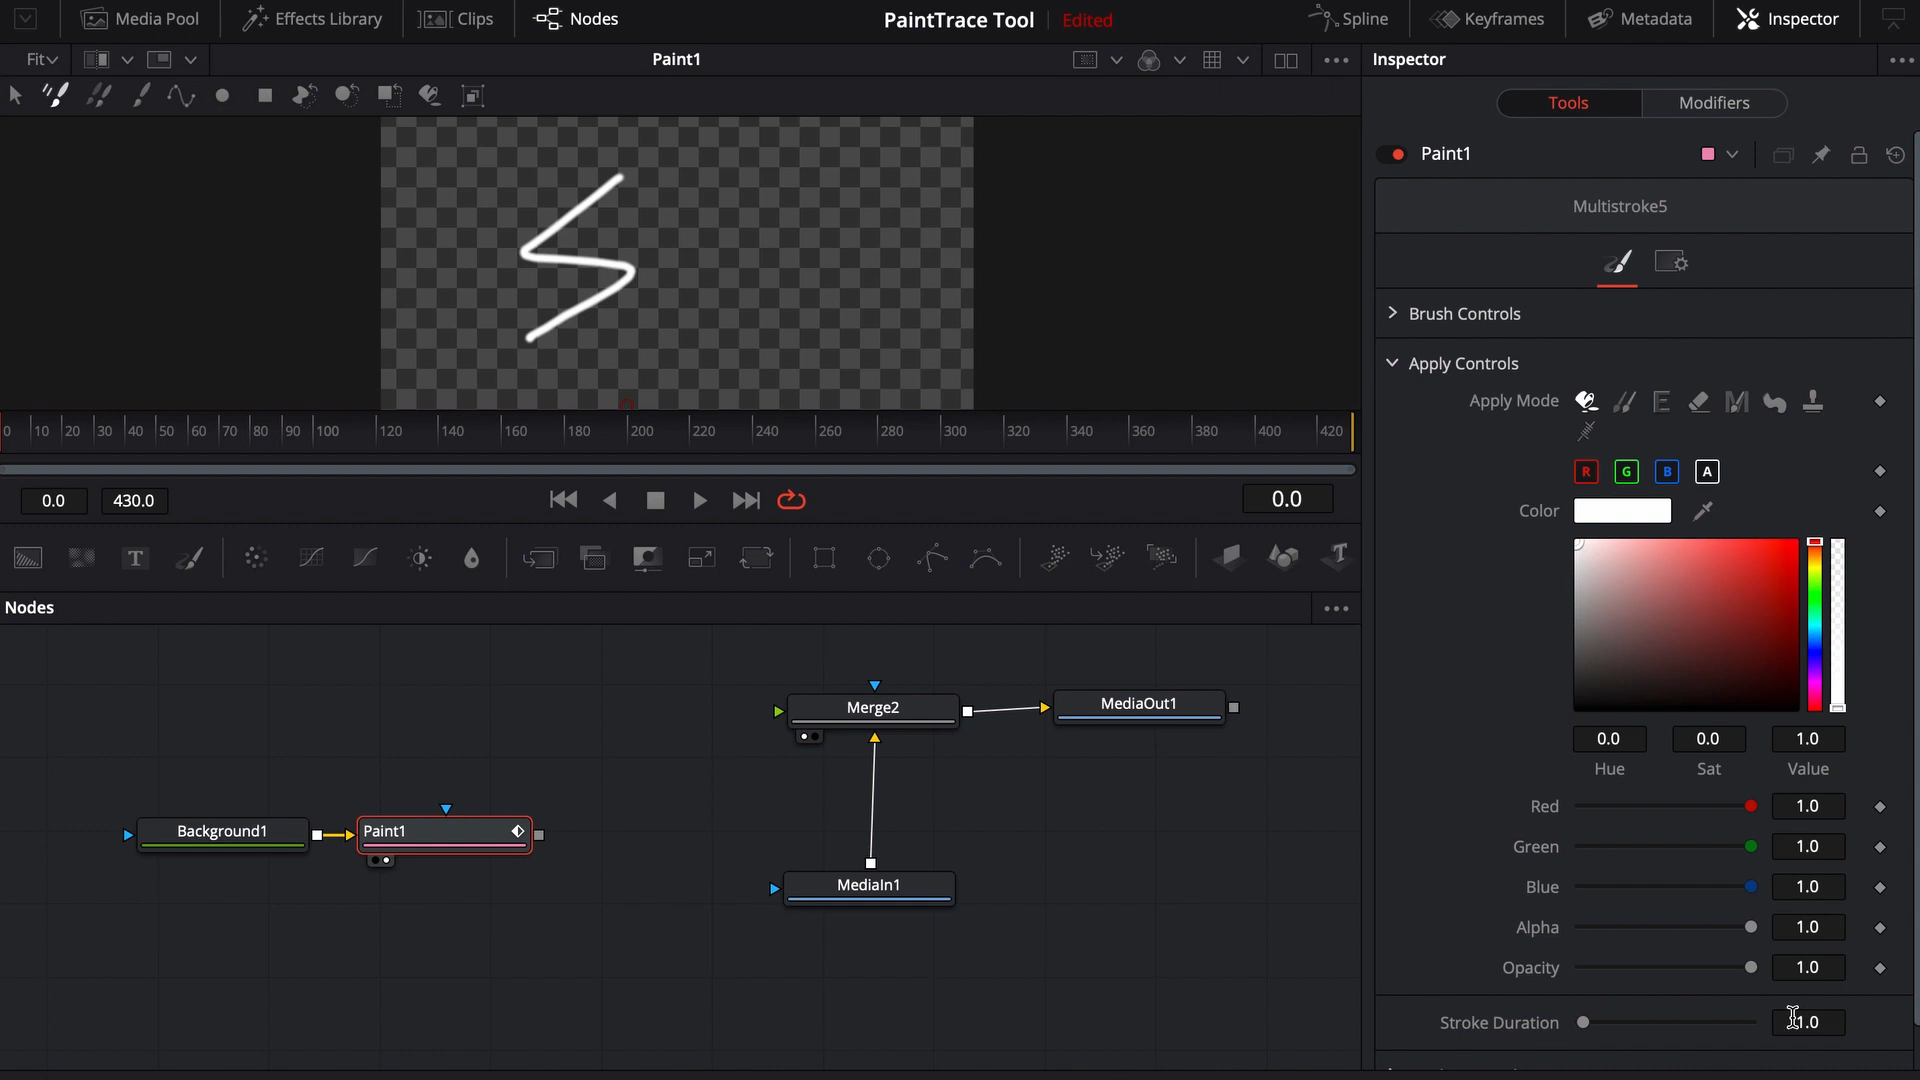 Media Pool
Effects Library
Clips
Nodes
PaintTrace Tool
Edited
Spline
Keyframes
Metadata
Inspector
Fit
Paint1
Inspector
Tools
Modifiers
Paint1
Multistroke5
Brush Controls
Apply Controls
Apply Mode
R
G
B
A
Color
0 10 20 30 40 50 60 70 80 90 100 120 140 160 180 200 220 240 260 280 300 320 340 360 380 400 420
0.0
430.0
0.0
T
T
0.0
0.0
1.0
Hue
Sat
Value
Red
1.0
Green
1.0
Blue
1.0
Alpha
1.0
Opacity
1.0
Stroke Duration
Nodes
Merge2
MediaOut1
Background1
Paint1
MediaIn1